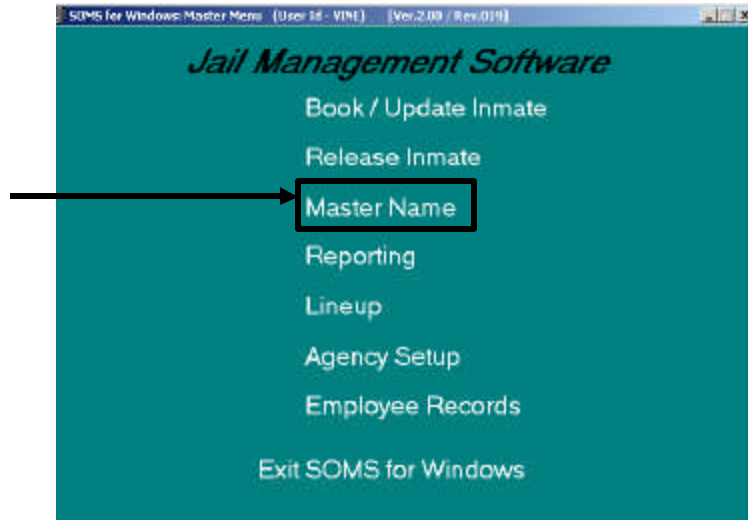 SOMS for Windows: Master Menu (User Id - VINE) [Ver.2.00 / Rev.019]
Jail Management Software
Book / Update Inmate
Release Inmate
Master Name
Reporting
Lineup
Agency Setup
Employee Records
Exit SOMS for Windows